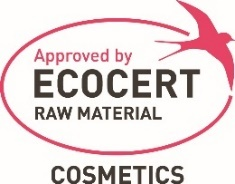 Approved by
ECOCERT
RAW MATERIAL
COSMETICS